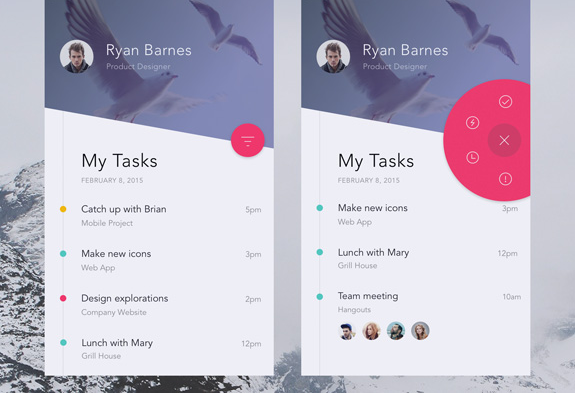 Ryan Barnes
Product Designer
My Tasks
FEBRUARY 8, 2015
Catch up with Brian
5pm
Mobile Project
Make new icons
3pm
Web App
Design explorations
2pm
Company Website
Lunch with Mary
12pm
Grill House
Ryan Barnes
Product Designer
My Tasks
FEBRUARY 8, 2015
Make new icons
3pm
Web App
Lunch with Mary
12pm
Grill House
Team meeting
10am
Hangouts